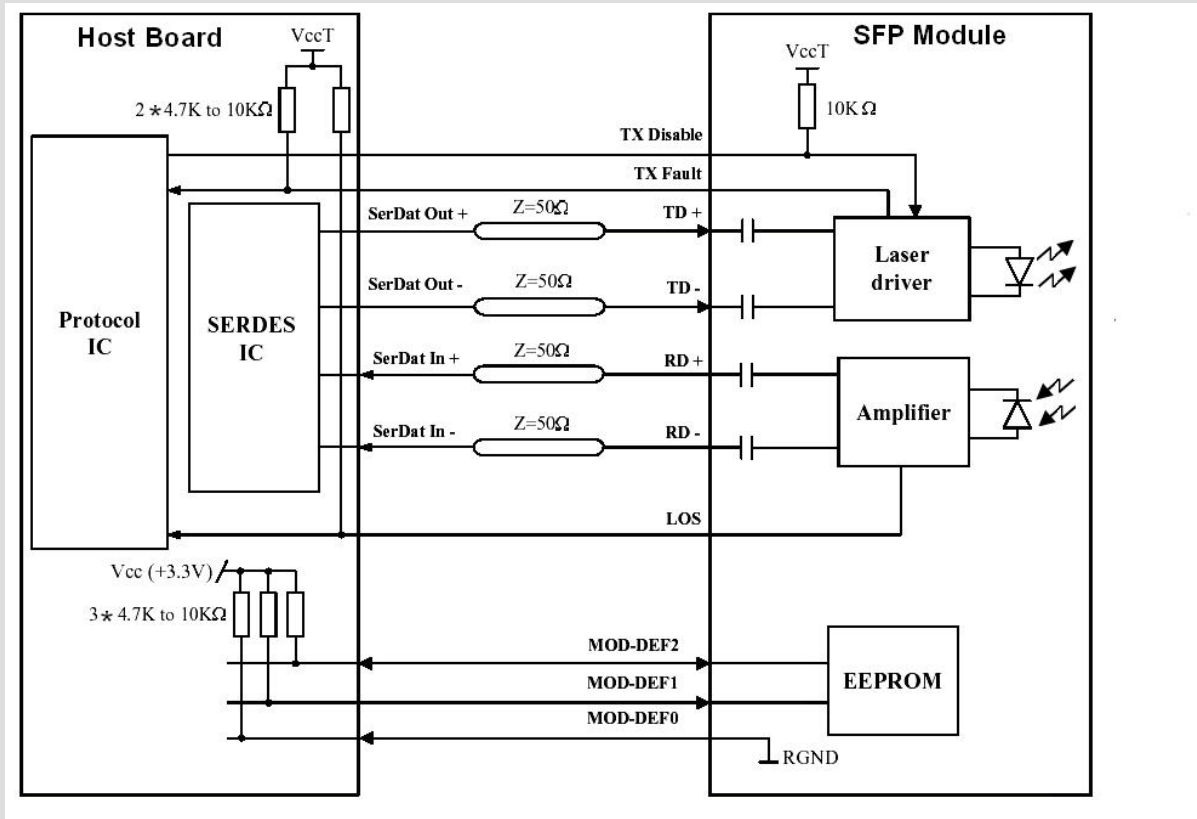 Host Board
VccT
SFP Module
VccT
2*4.7K to 10KΩ
10KΩ
TX Disable
TX Fault
SerDat Out +
Z=50Ω
TD +
Laser
driver
SerDat Out -
Z=50Ω
TD -
Protocol
IC
SERDES
IC
SerDat In +
Z=50Ω
RD +
Amplifier
SerDat In -
Z=50Ω
RD -
LOS
Vcc (+3.3V)
3* 4.7K to 10KΩ
MOD-DEF2
MOD-DEF1
MOD-DEF0
EEPROM
RGND